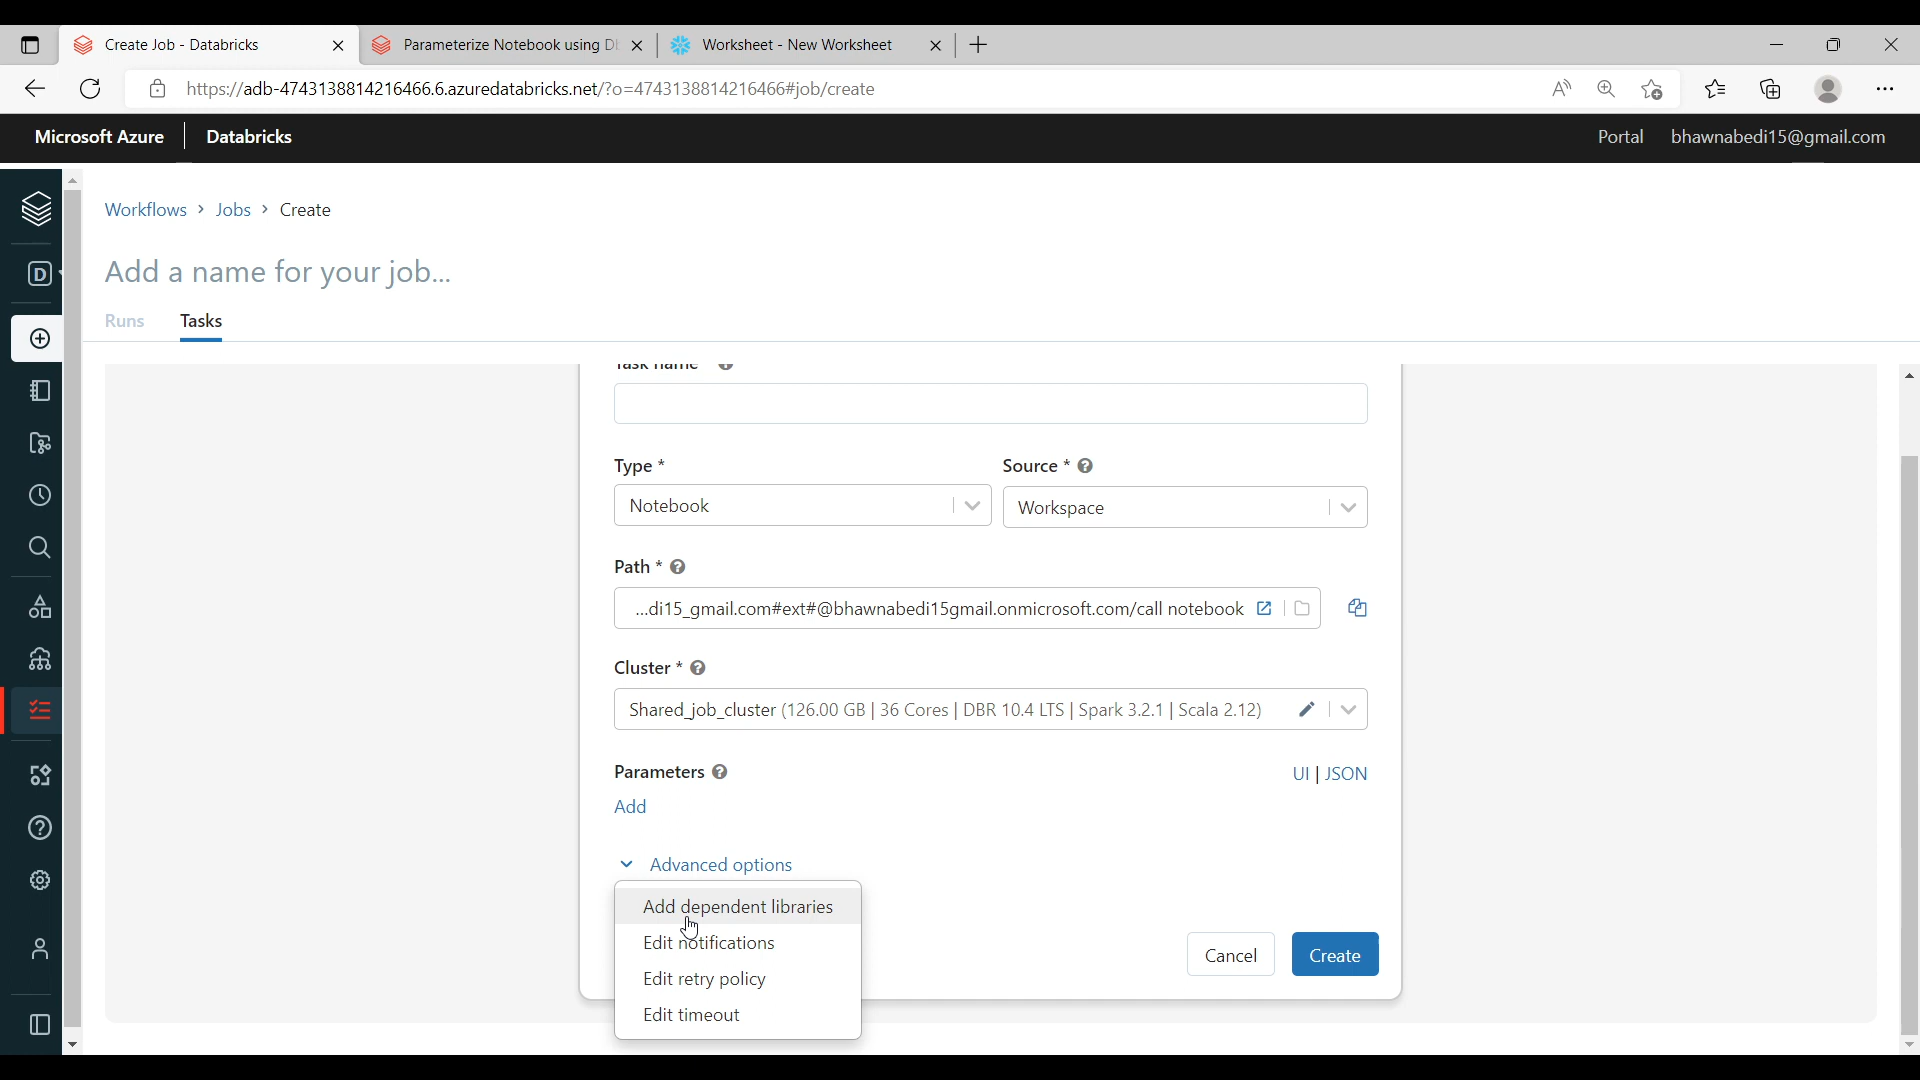 Create Job - Databricks
Parameterize Notebook using Db
Worksheet - New Worksheet
https://adb-4743138814216466.6.azuredatabricks.net/?o=4743138814216466#job/create
Microsoft Azure
Databricks
Portal
bhawnabedi15@gmail.com
Workflows > Jobs > Create
D
Add a name for your job...
Runs
Tasks
Task name
Type *
Source *
Notebook
Workspace
Path *
...di15_gmail.com#ext#@bhawnabedi15gmail.onmicrosoft.com/call notebook
Cluster *
Shared_job_cluster (126.00 GB | 36 Cores | DBR 10.4 LTS | Spark 3.2.1 | Scala 2.12)
Parameters
UI | JSON
Add
Advanced options
Add dependent libraries
Edit notifications
Edit retry policy
Edit timeout
Cancel
Create